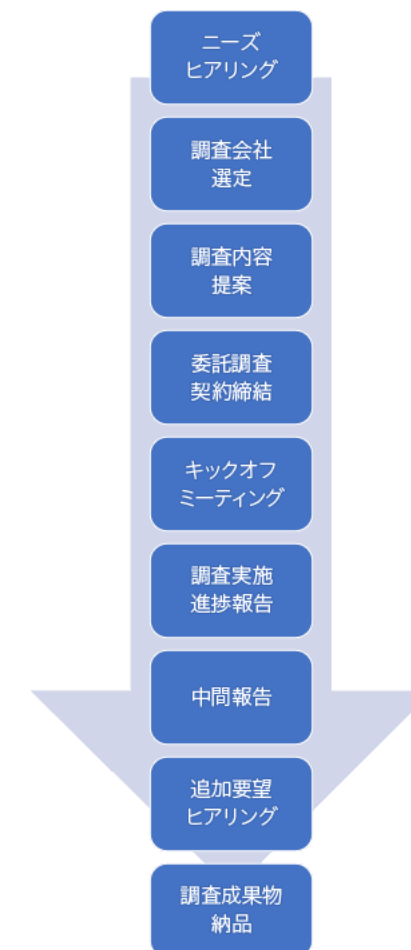 ニーズ
ヒアリング
調査会社
選定
調査内容
提案
委託調査
契約締結
キックオフ
ミーティング
調査実施
進捗報告
中間報告
追加要望
ヒアリング
調査成果物
納品